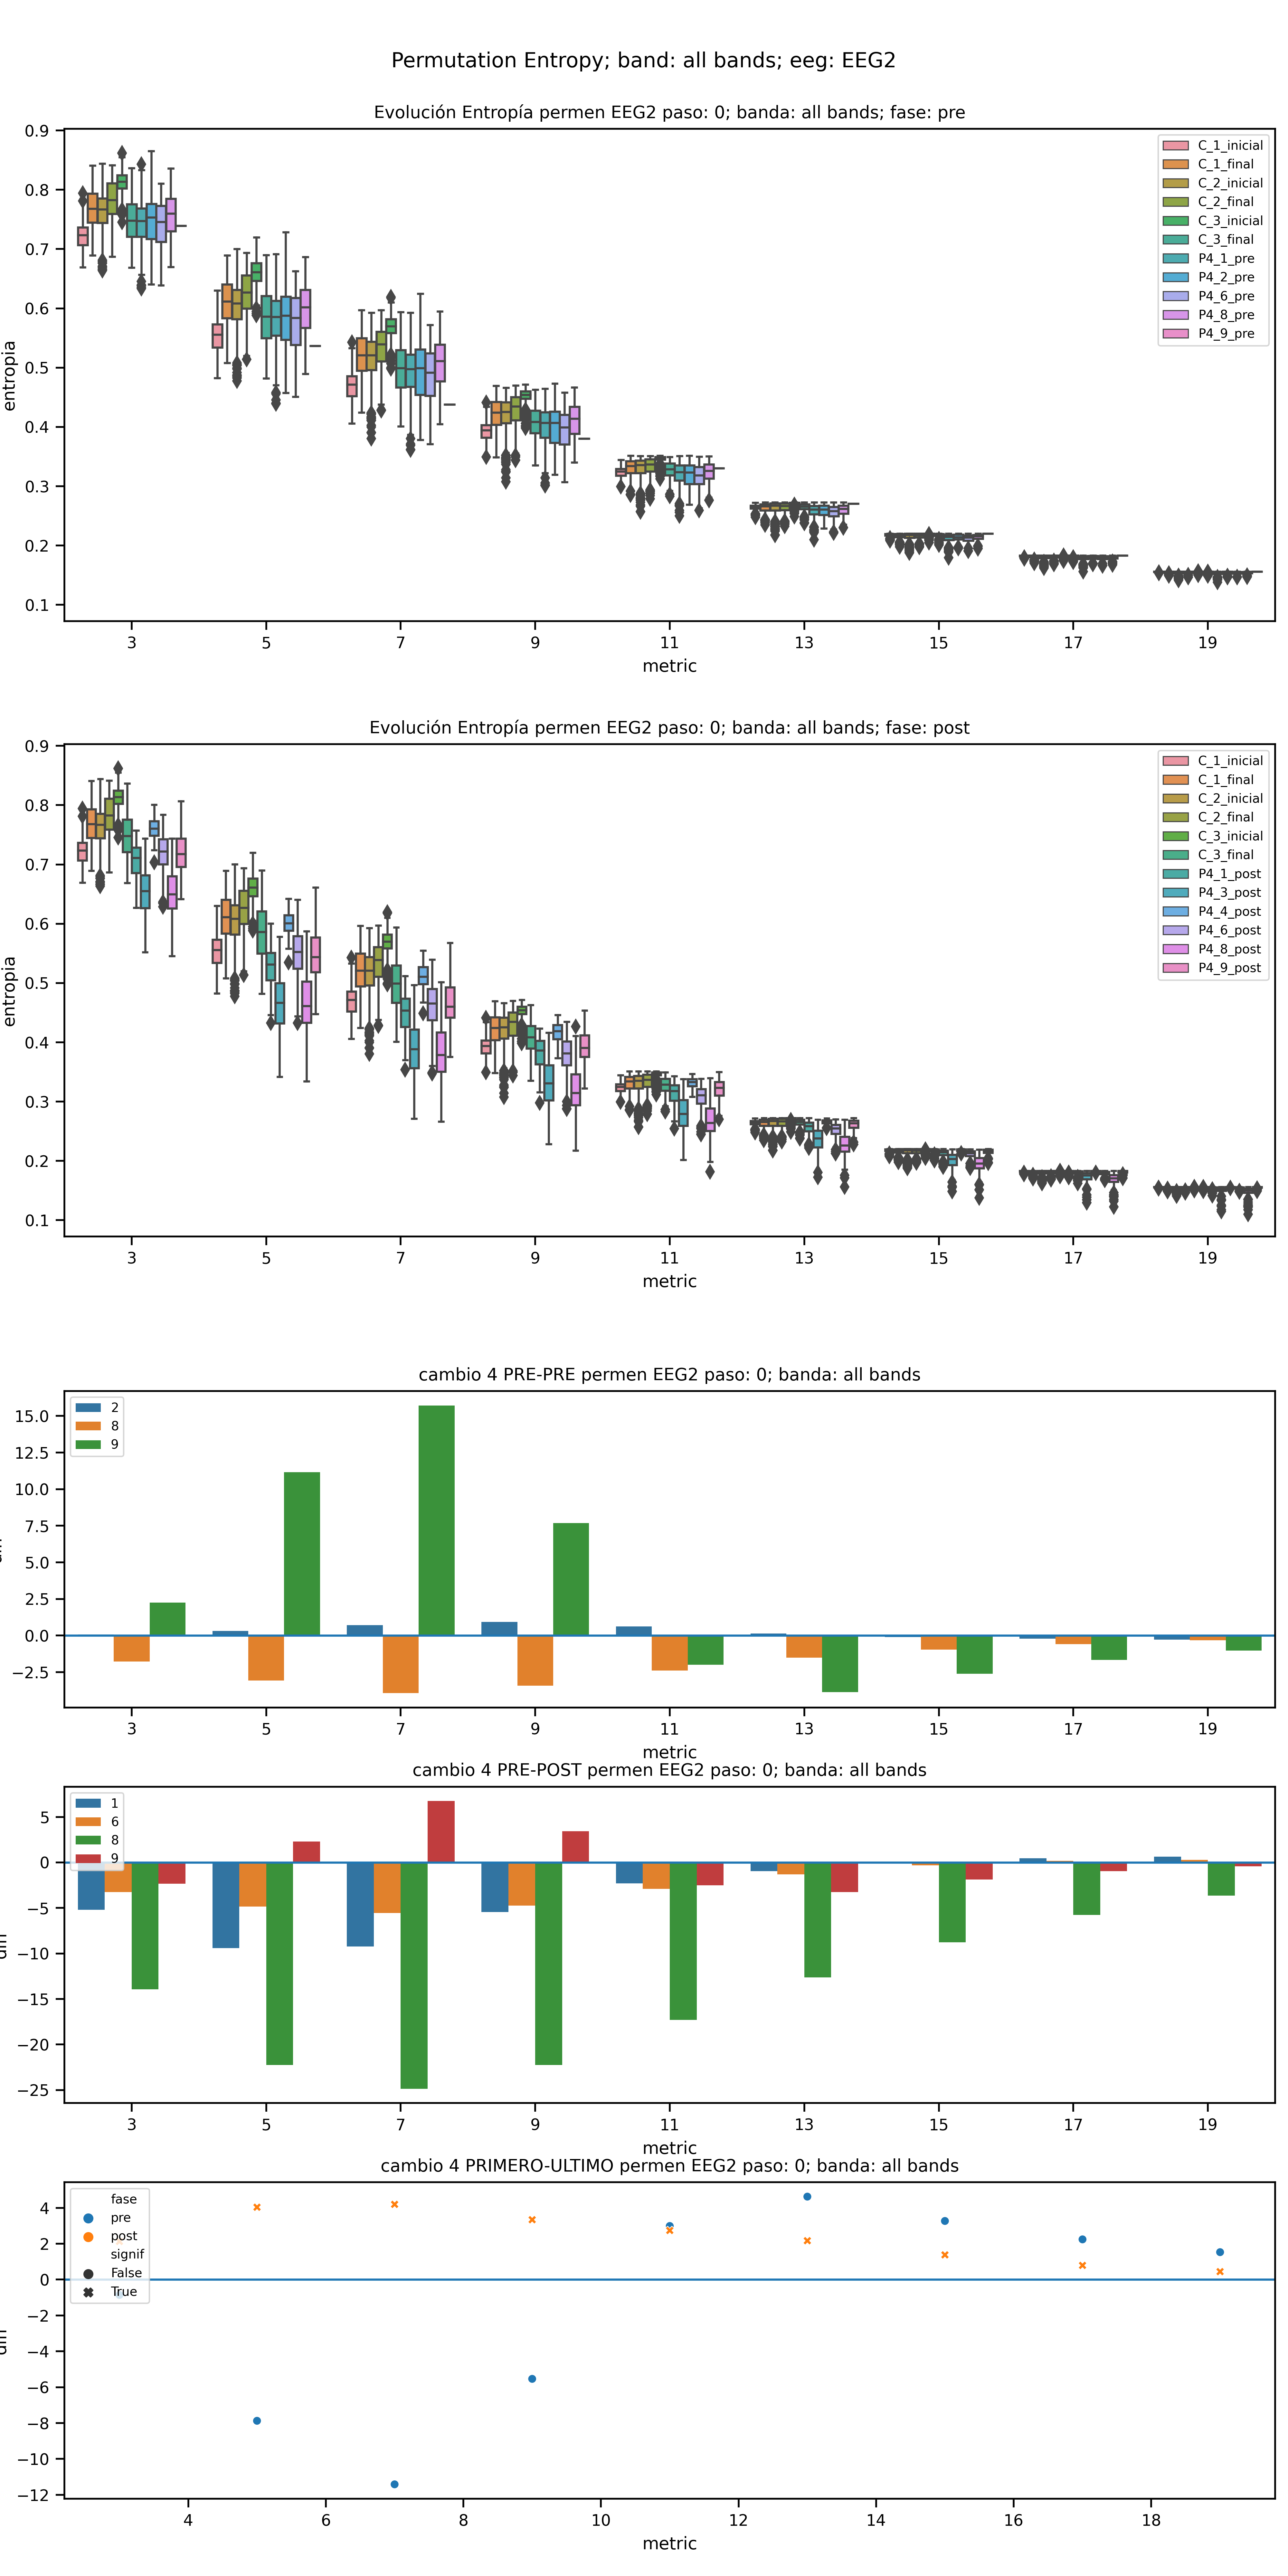 Permutation Entropy; band: all bands; eeg: EEG2
Evolución Entropía permen EEG2 paso: 0; banda: all bands; fase: pre
0.9
0.8
0.7
0.6
0.5
0.4
0.3
0.2
0.1
entropia
C_1_inicial
C_1_final
C_2_inicial
C_2_final
C_3_inicial
C_3_final
P4_1_pre
P4_2_pre
P4_6_pre
P4_8_pre
P4_9_pre
3 5 7 9 11 13 15 17 19
metric
Evolución Entropía permen EEG2 paso: 0; banda: all bands; fase: post
0.9
0.8
0.7
0.6
0.5
0.4
0.3
0.2
0.1
entropia
C_1_inicial
C_1_final
C_2_inicial
C_2_final
C_3_inicial
C_3_final
P4_1_post
P4_3_post
P4_4_post
P4_6_post
P4_8_post
P4_9_post
3 5 7 9 11 13 15 17 19
metric
cambio 4 PRE-PRE permen EEG2 paso: 0; banda: all bands
15.0
12.5
10.0
7.5
5.0
2.5
0.0
−2.5
2
8
9
3 5 7 9 11 13 15 17 19
metric
cambio 4 PRE-POST permen EEG2 paso: 0; banda: all bands
5
0
−5
−10
−15
−20
−25
1
6
8
9
3 5 7 9 11 13 15 17 19
metric
cambio 4 PRIMERO-ULTIMO permen EEG2 paso: 0; banda: all bands
4
2
0
−2
−4
−6
−8
−10
−12
fase
pre
post
signif
False
True
4 6 8 10 12 14 16 18
metric